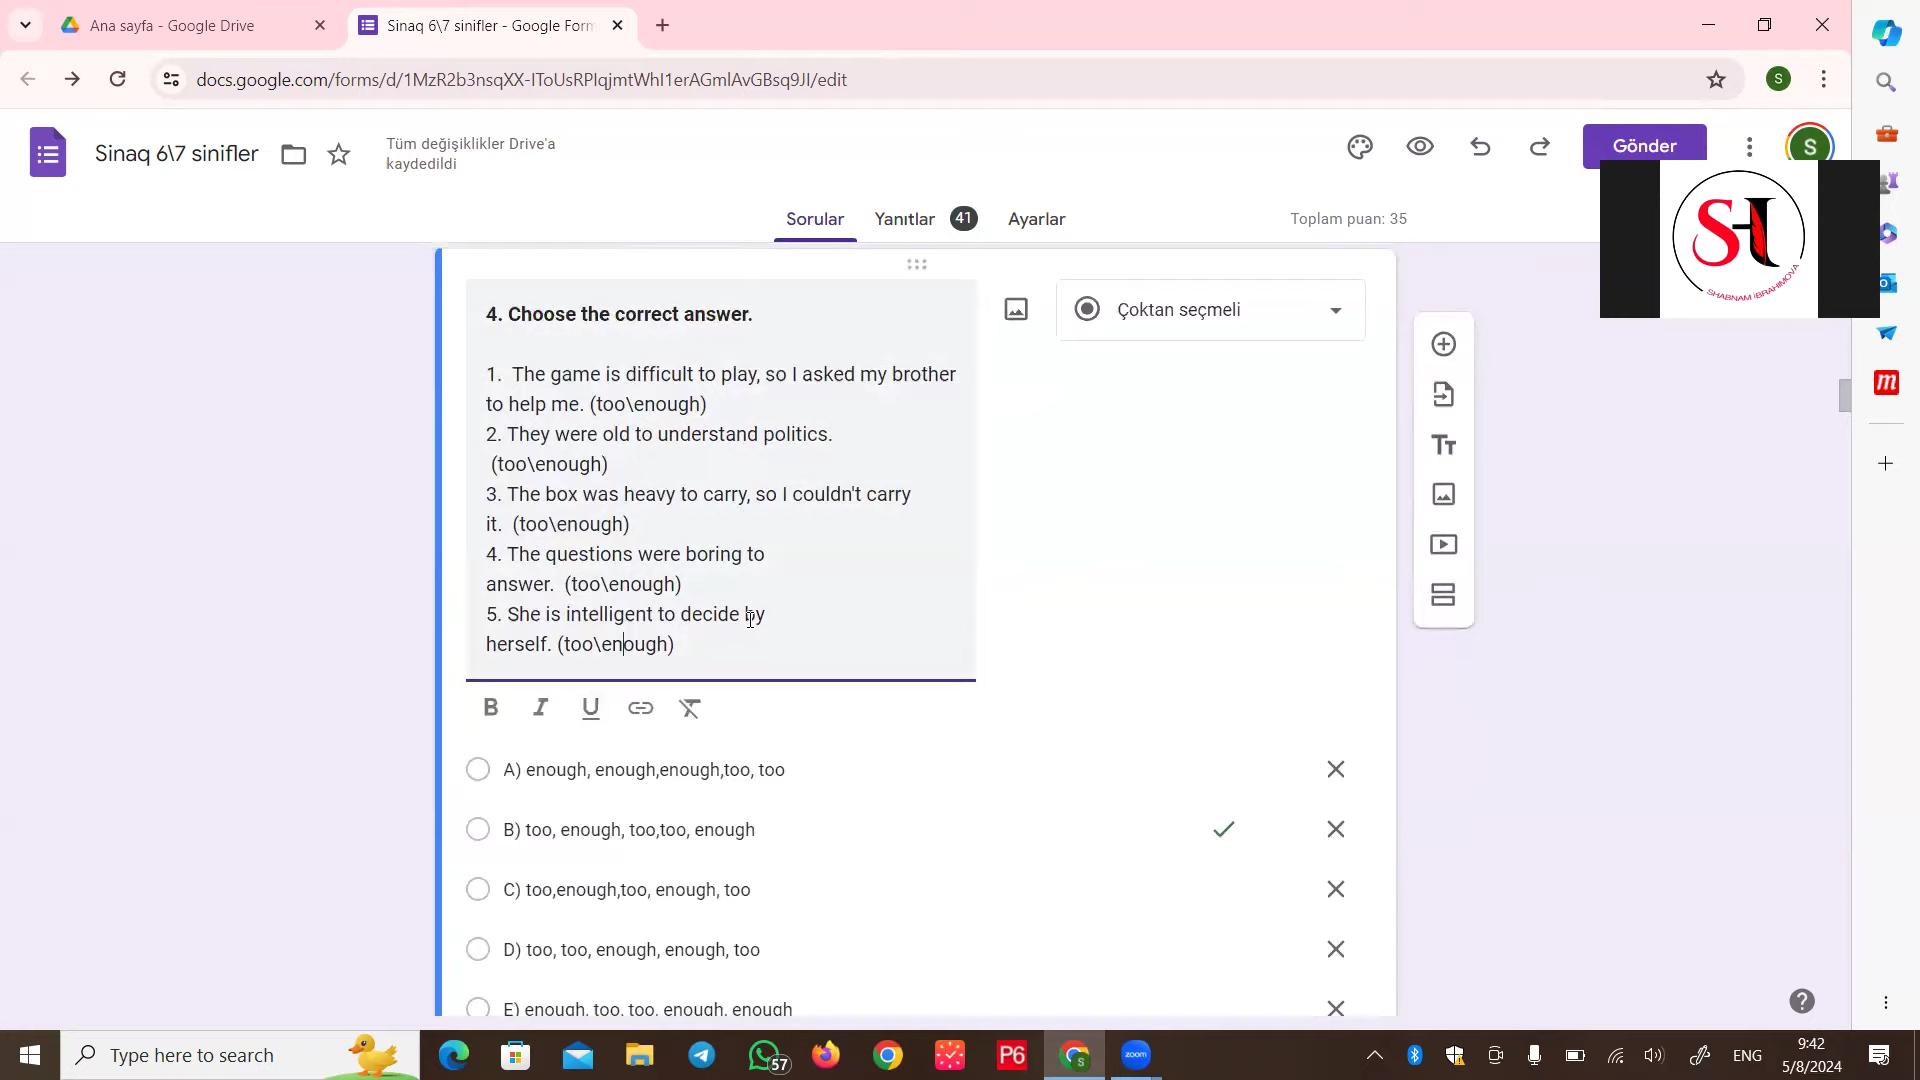 Ana sayfa - Google Drive
Sinaq 6\7 sinifler - Google Form
docs.google.com/forms/d/1MzR2b3nsqXX-IToUsRPIqjmtWhI1erAGmlAvGBsq9JI/edit
S
Sinaq 6\7 sinifler
Tüm değişiklikler Drive'a
kaydedildi
Gönder
S
Sorular
Yanıtlar
41
Ayarlar
Toplam puan: 35
SH
SHABNAM İBRAHIMOVA
4. Choose the correct answer.
Çoktan seçmeli
1. The game is difficult to play, so I asked my brother
to help me. (too\enough)
2. They were old to understand politics.
(too\enough)
3. The box was heavy to carry, so I couldn't carry
it. (too\enough)
4. The questions were boring to
answer. (too\enough)
5. She is intelligent to decide by
herself. (too\enough)
B I U
A) enough, enough,enough,too, too
B) too, enough, too,too, enough
C) too,enough,too, enough, too
D) too, too, enough, enough, too
E) enough, too, too, enough, enough
Type here to search
57
P6
S
zoom
ENG
9:42
5/8/2024